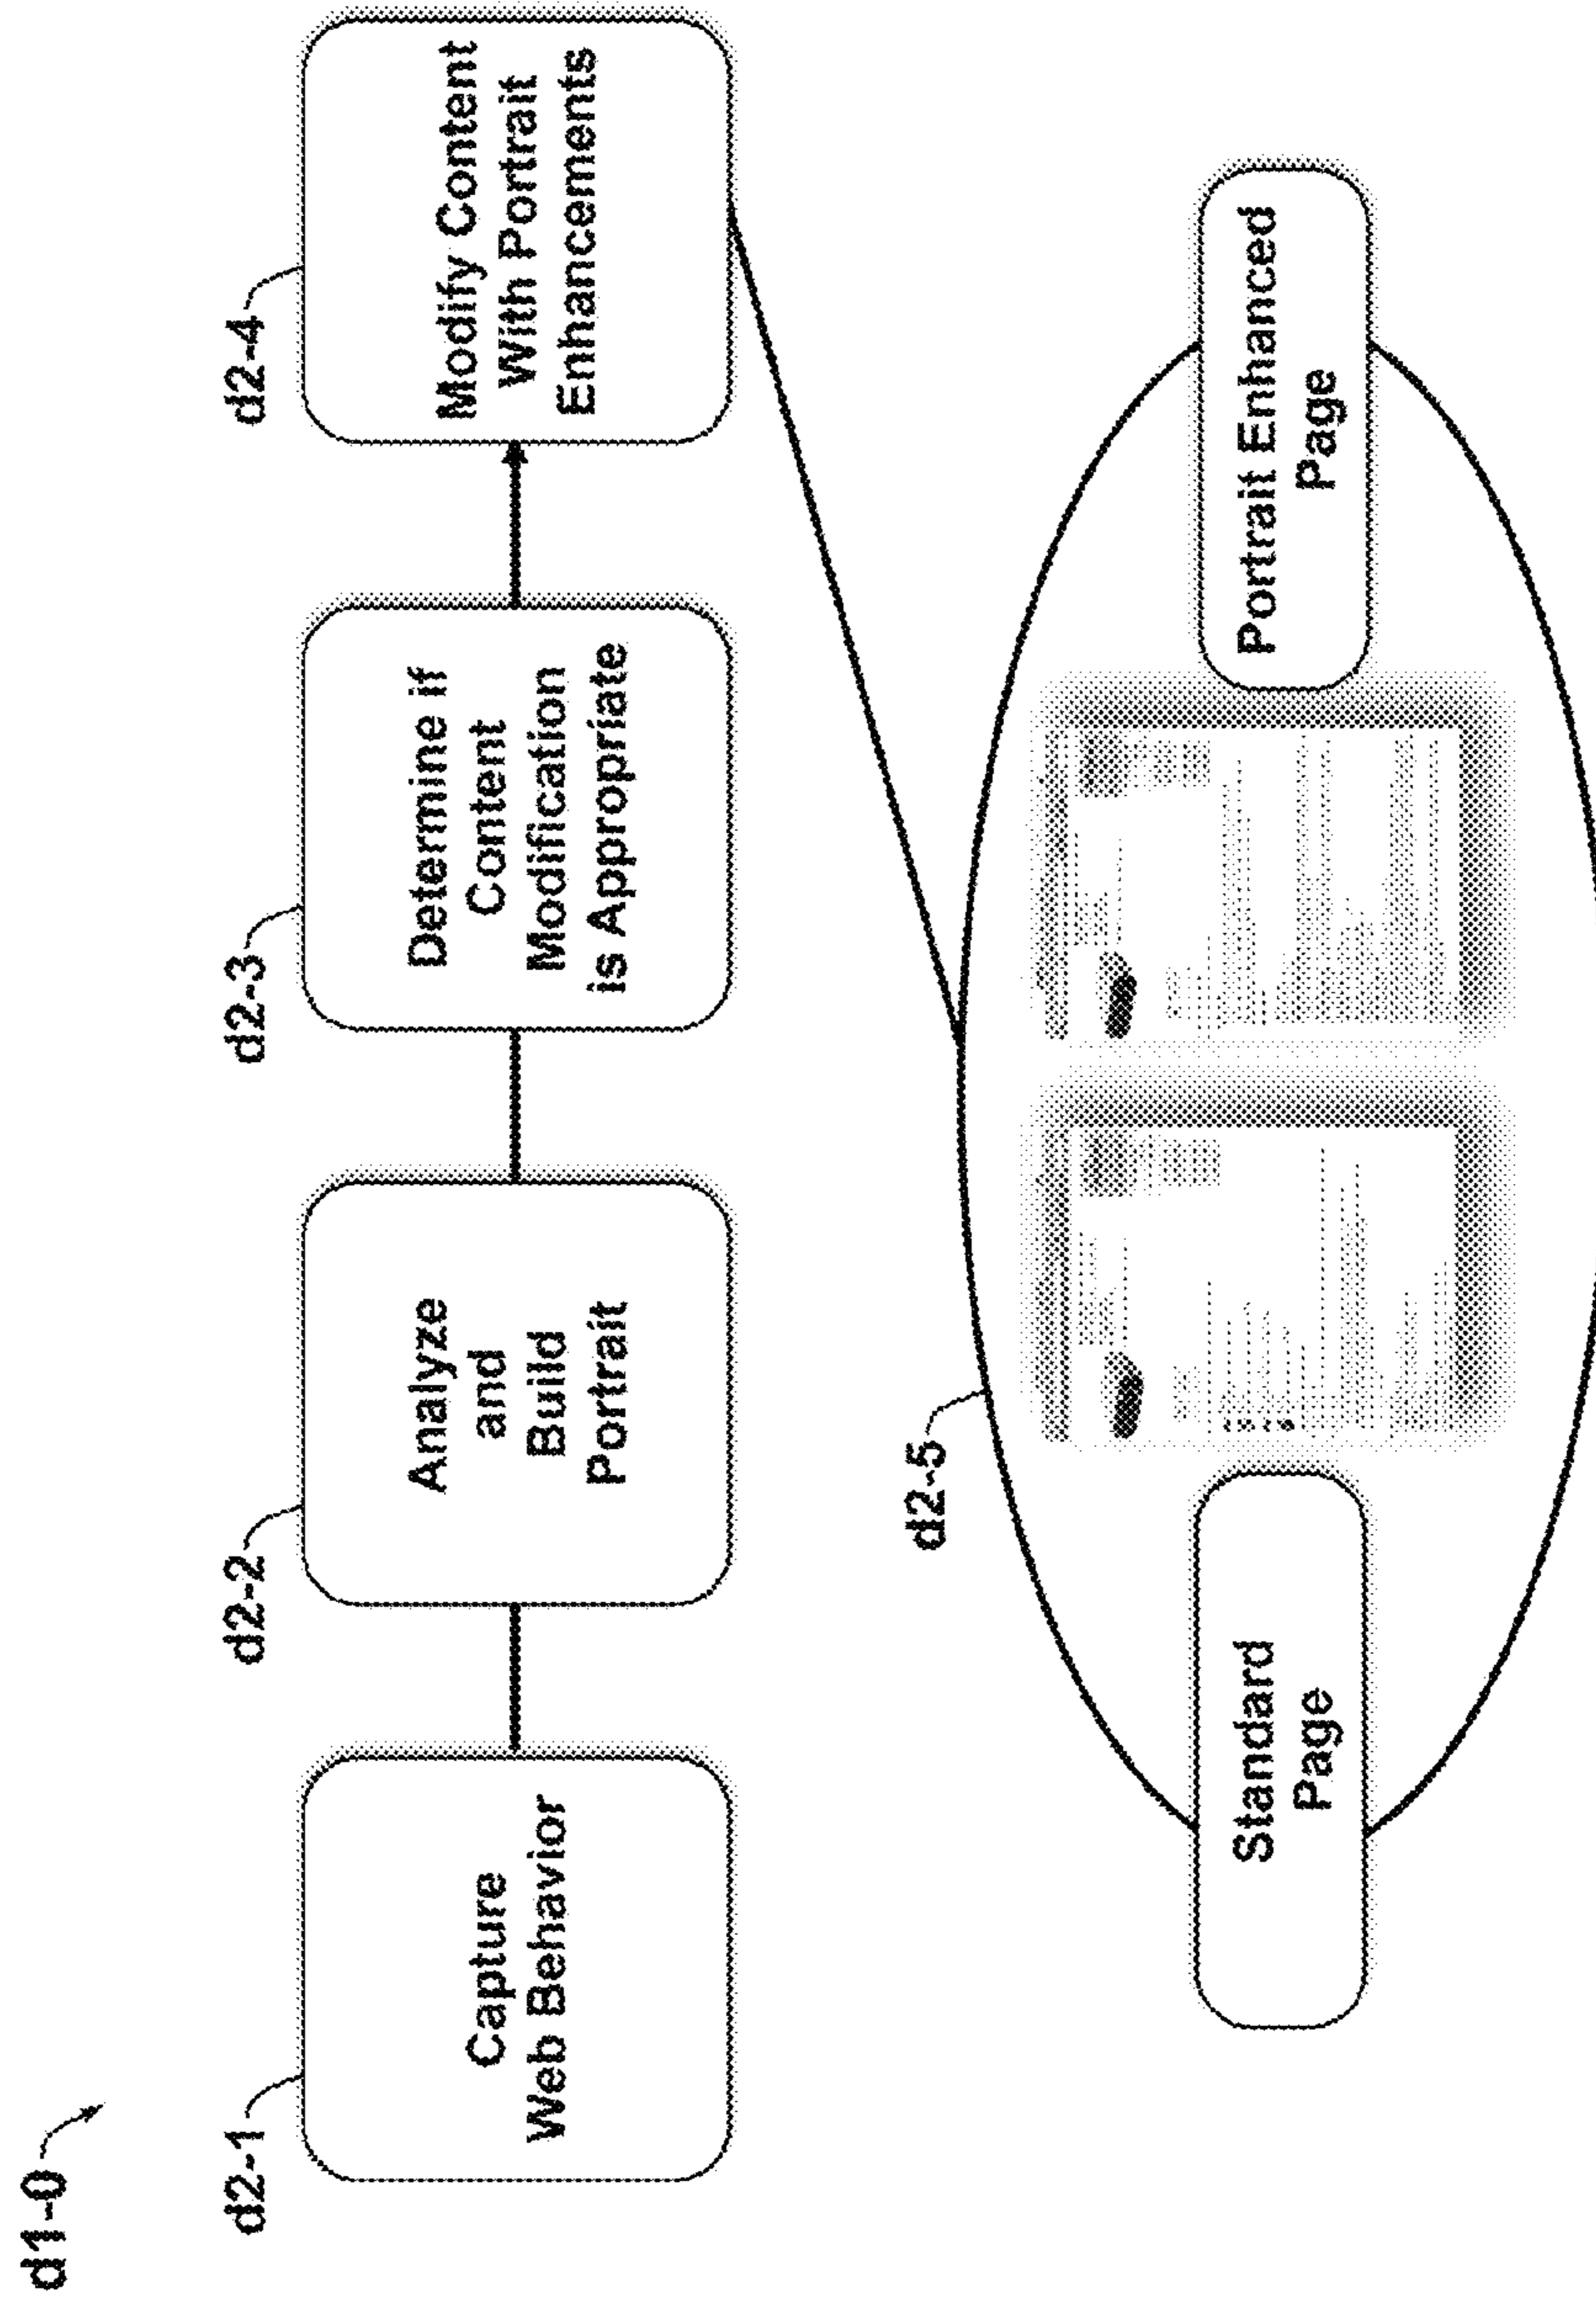 d1-0
d2-1
Capture
Web Behavior
d2-2
Analyze
and
Build
Portrait
d2-3
Determine if
Content
Modification
is Appropriate
d2-4
Modify Content
With Portrait
Enhancements
d2-5
Standard
Page
Portrait Enhanced
Page